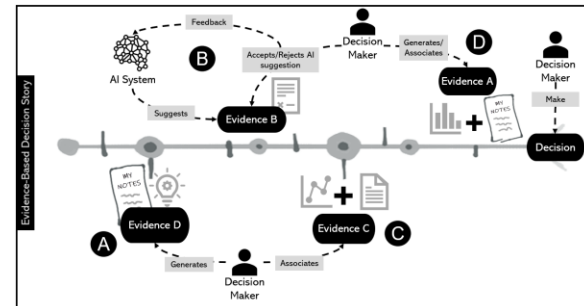 Evidence-Based Decision Story
Feedback
B
AI System
Accepts/Rejects AI
suggestion
Decision
Maker
Generates/
Associates
D
Evidence A
Decision
Maker
Suggests
Evidence B
MY
NOTES
Make
Decision
MY
NOTES
A
Evidence D
Evidence C
C
Generates
Associates
Decision
Maker